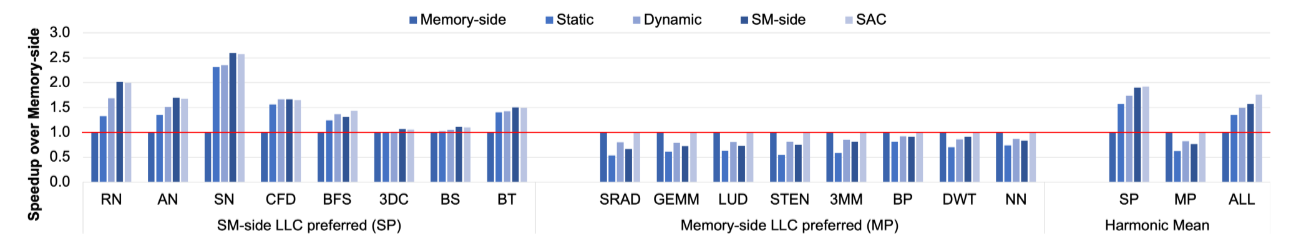 Memory-side Static Dynamic SM-side SAC
Speedup over Memory-side
3.0
2.5
2.0
1.5
1.0
0.5
0.0
RN AN SN CFD BFS 3DC BS BT SRAD GEMM LUD STEN 3MM BP DWT NN SP MP ALL
SM-side LLC preferred (SP) Memory-side LLC preferred (MP) Harmonic Mean